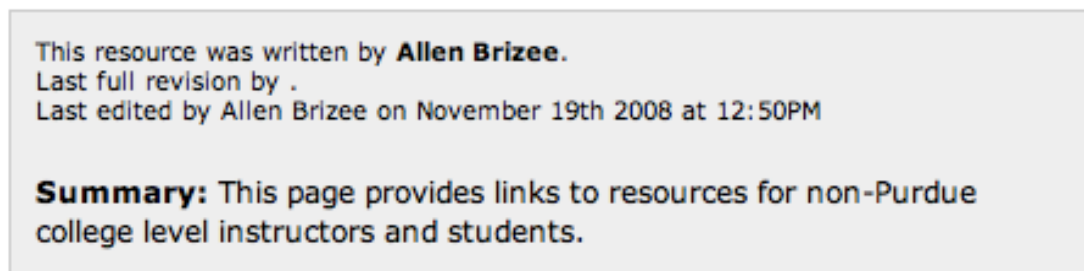 This resource was written by Allen Brizee.
Last full revision by .
Last edited by Allen Brizee on November 19th 2008 at 12:50PM
Summary: This page provides links to resources for non-Purdue
college level instructors and students.